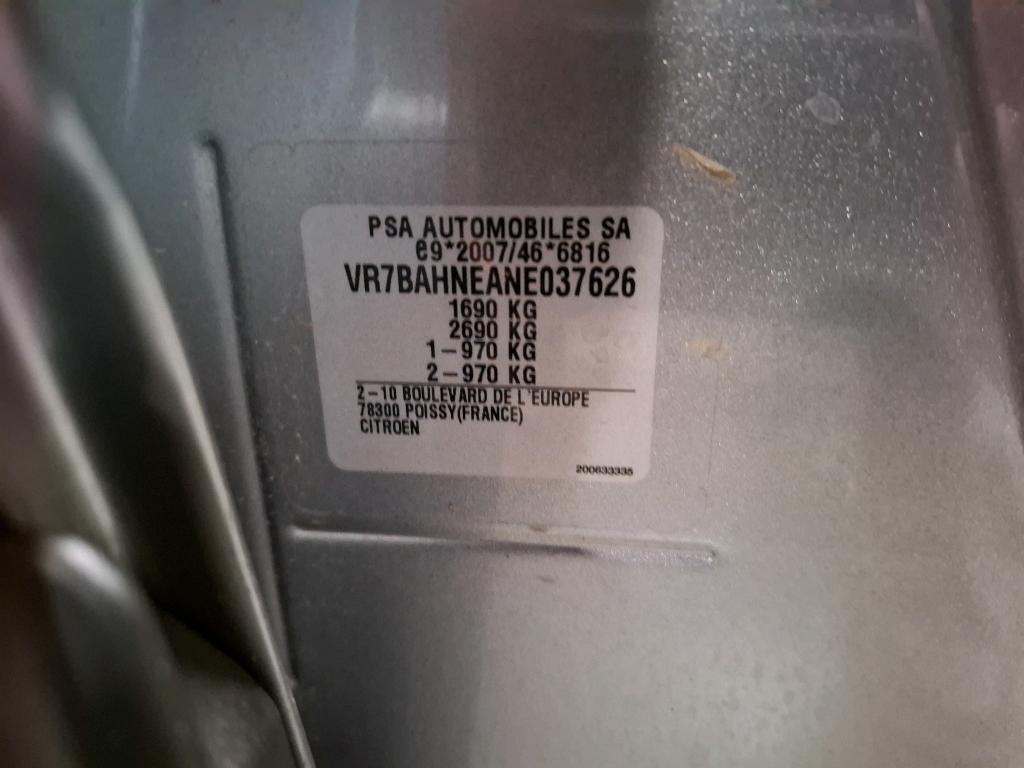 PSA AUTOMOBILES SA
e9*2007/46*6816
VR7BAHNEANE037626
1690 KG
2690 KG
1-970 KG
2-970 KG
2-10 BOULEVARD DE L'EUROPE
78300 POISSY(FRANCE)
CITROEN
200633335